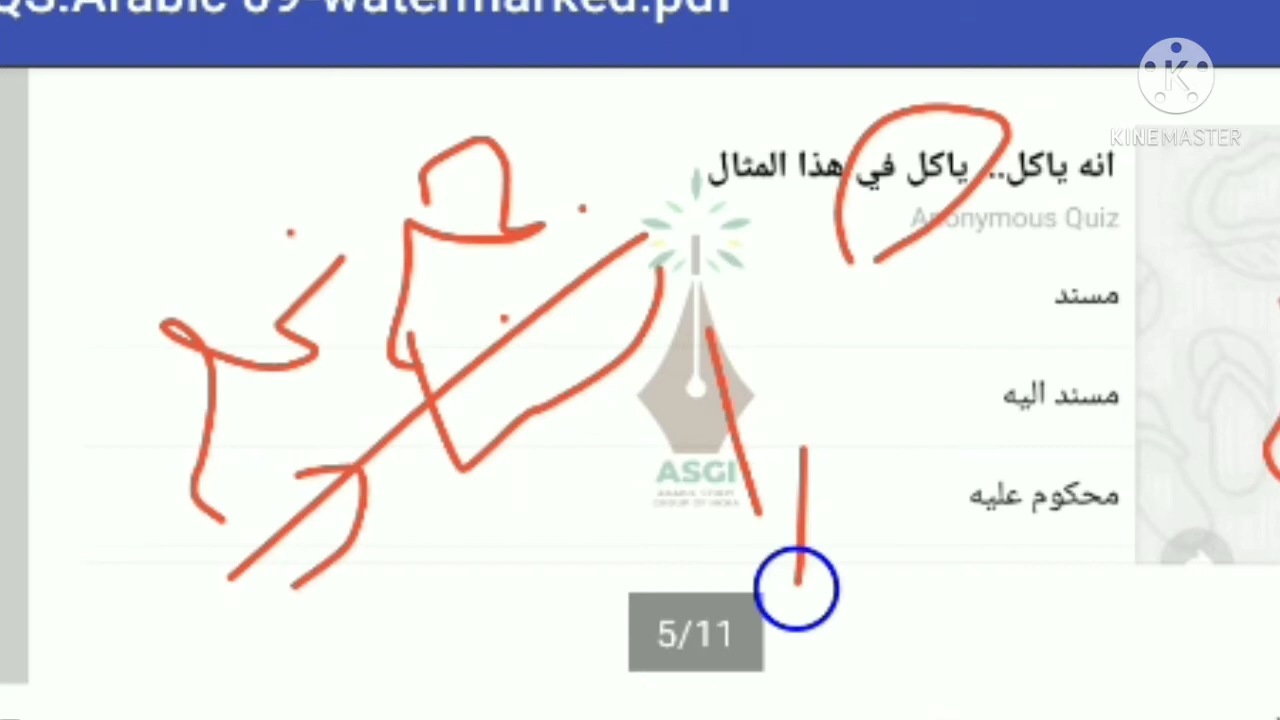 QS.Arabic 09-watermarked.pdf
KINEMASTER
انه ياكل... ياكل في هذا المثال
Anonymous Quiz
مسند
مسند اليه
ASGI
محكوم عليه
5/11